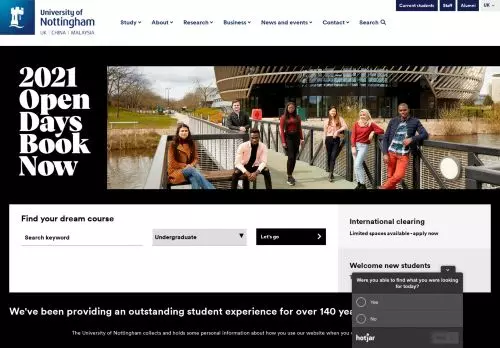 Current students Staff Alumni UK
University of
Nottingham
UK | CHINA | MALAYSIA
Study About Research Business News and events Contact Search
2021
Open
Days
Book
Now
Find your dream course
Search keyword Undergraduate Let's go
International clearing
Limited spaces available - apply now
Welcome new students
Were you able to find what you were looking
for today?
Yes
No
hotjar
We've been providing an outstanding student experience for over 140 yea
The University of Nottingham collects and holds some personal information about how you use our website when you